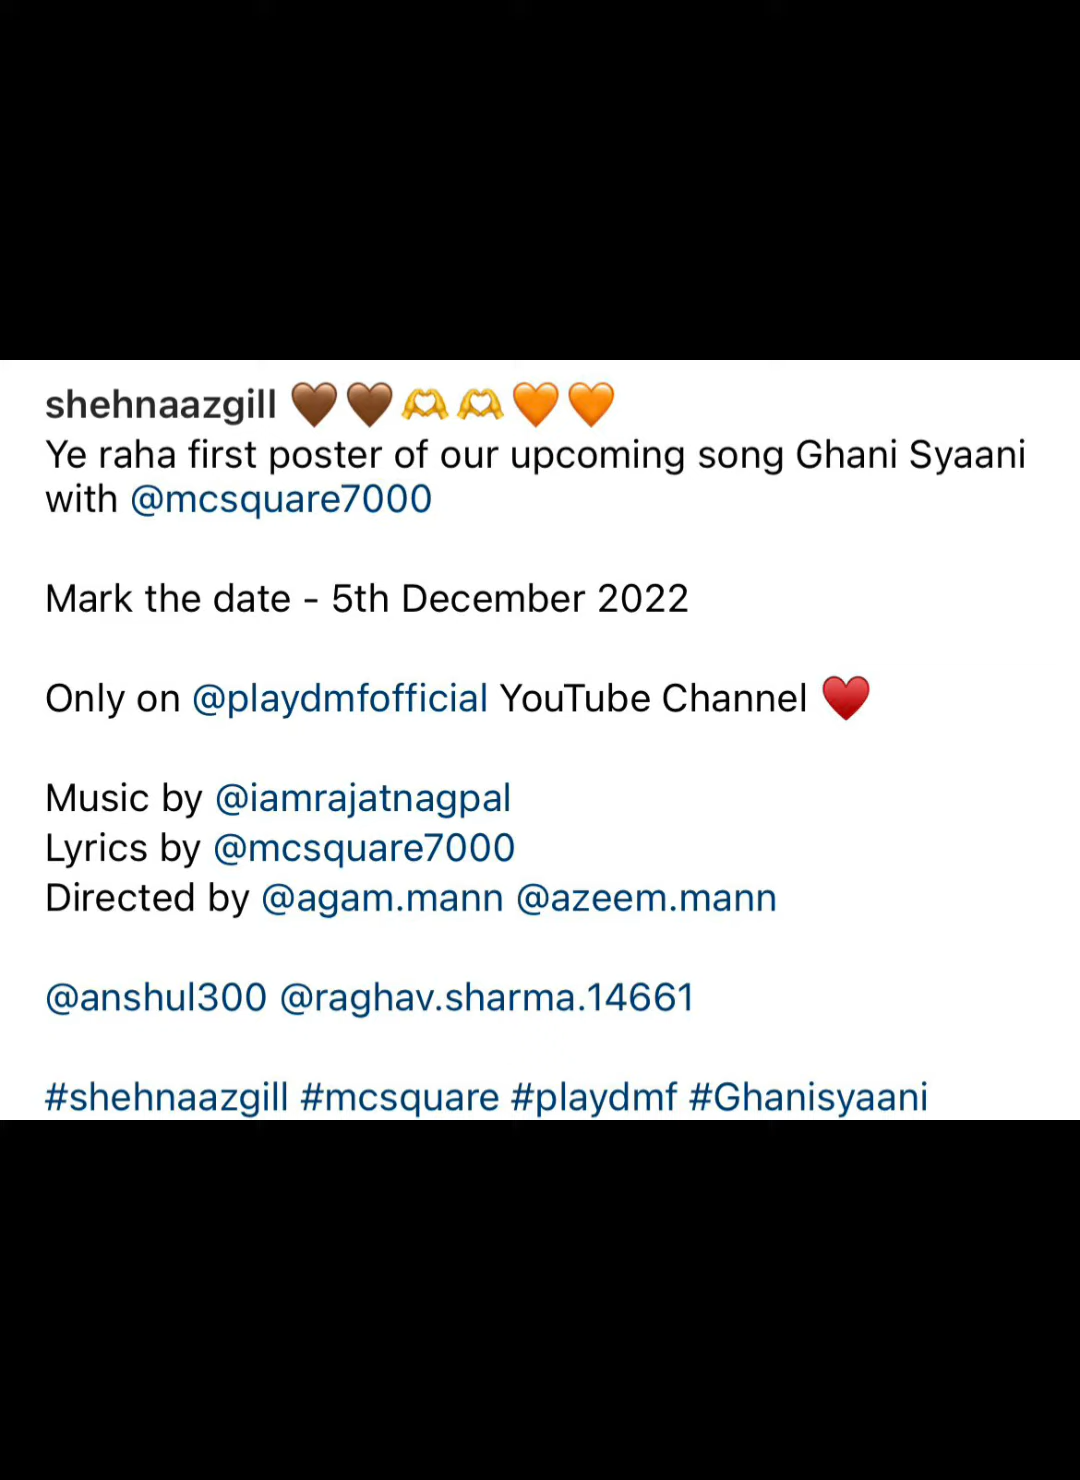 shehnaazgill 🤎🤎🫶🫶🧡🧡
Ye raha first poster of our upcoming song Ghani Syaani
with @mcsquare7000
Mark the date - 5th December 2022
Only on @playdmfofficial YouTube Channel ♥️
Music by @iamrajatnagpal
Lyrics by @mcsquare7000
Directed by @agam.mann @azeem.mann
@anshul300 @raghav.sharma.14661
#shehnaazgill #mcsquare #playdmf #Ghanisyaani